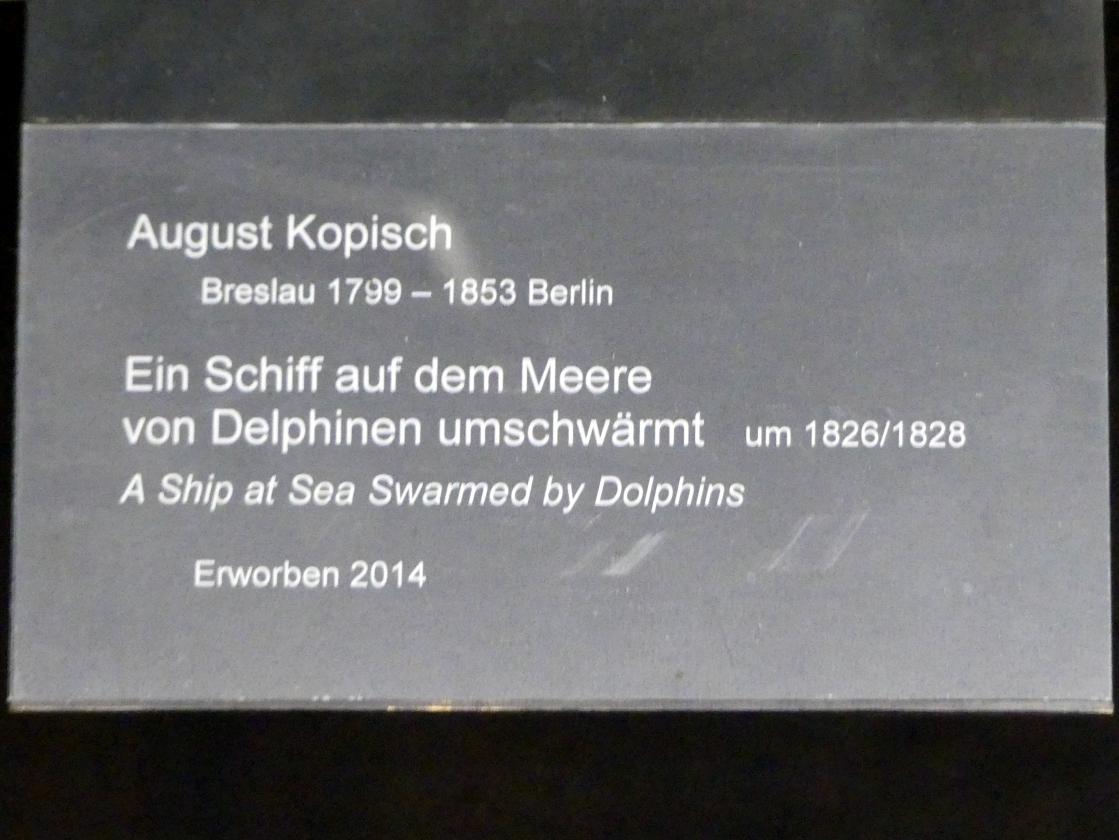 August Kopisch
Breslau 1799 – 1853 Berlin
Ein Schiff auf dem Meere
von Delphinen umschwärmt um 1826/1828
A Ship at Sea Swarmed by Dolphins
Erworben 2014